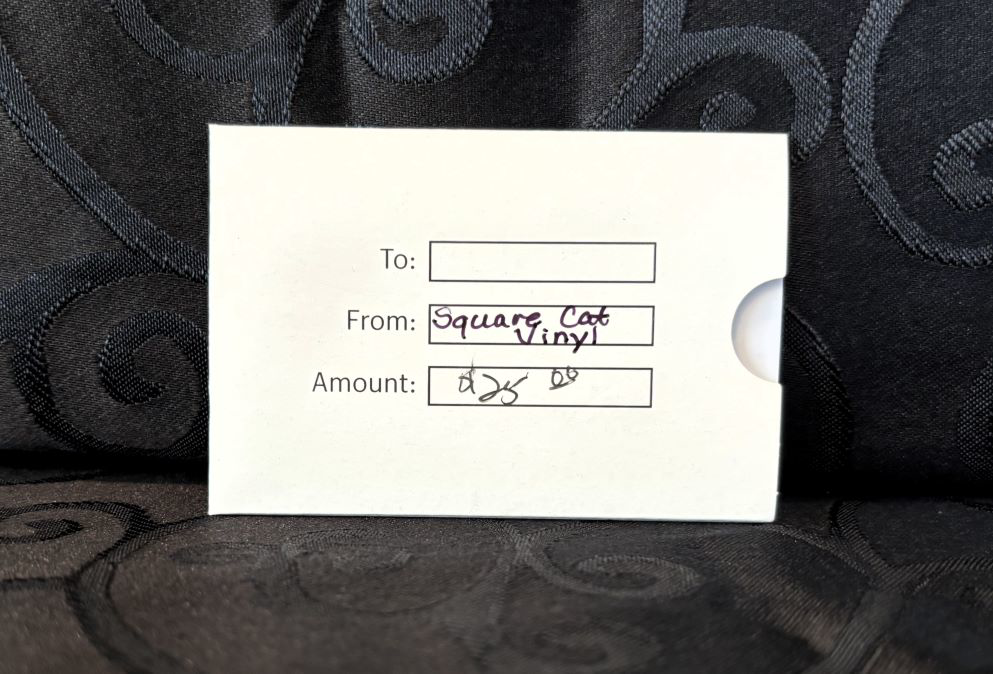 To:
From: Square Cat
Vinyl
Amount: $25 00